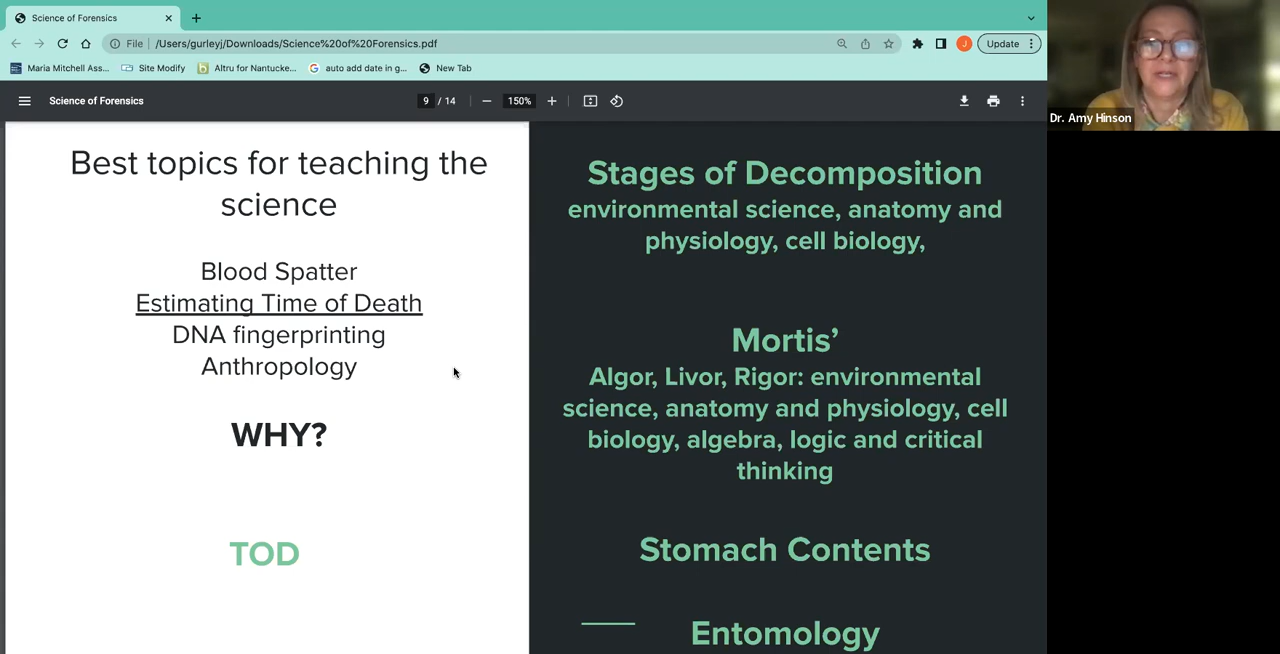 Science of Forensics
File | /Users/gurleyj/Downloads/Science%20of%20Forensics.pdf
J
Update
Maria Mitchell Ass...
Site Modify
Altru for Nantucke...
auto add date in g...
New Tab
Science of Forensics
9 / 14
150%
Dr. Amy Hinson
Best topics for teaching the
science
Blood Spatter
Estimating Time of Death
DNA fingerprinting
Anthropology
WHY?
TOD
Stages of Decomposition
environmental science, anatomy and
physiology, cell biology,
Mortis’
Algor, Livor, Rigor: environmental
science, anatomy and physiology, cell
biology, algebra, logic and critical
thinking
Stomach Contents
Entomology